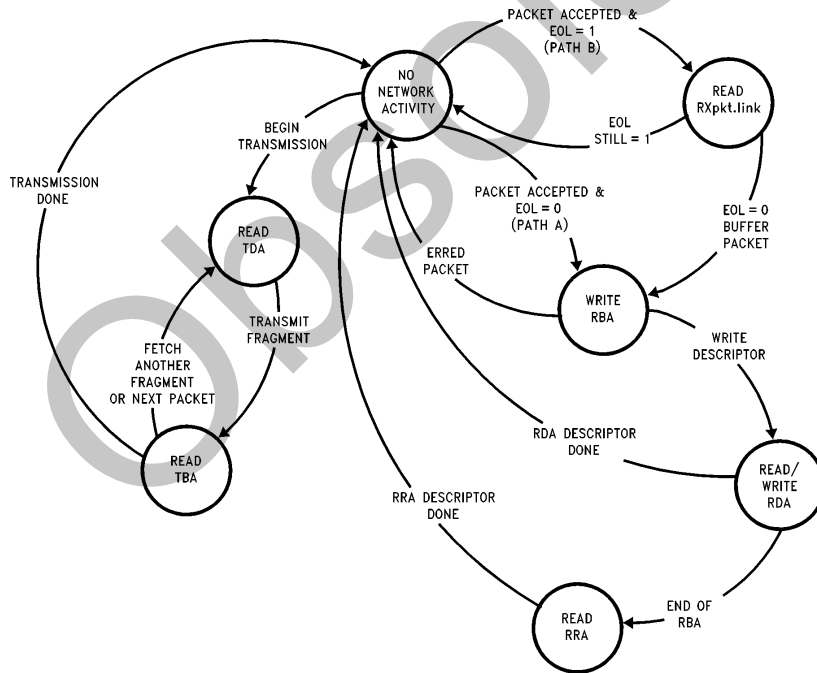 PACKET ACCEPTED &
EOL = 1
(PATH B)
NO
NETWORK
ACTIVITY
READ
RXpkt.link
EOL
STILL = 1
BEGIN
TRANSMISSION
TRANSMISSION
DONE
PACKET ACCEPTED &
EOL = 0
(PATH A)
EOL = 0
BUFFER
PACKET
READ
TDA
ERRED
PACKET
WRITE
RBA
TRANSMIT
FRAGMENT
WRITE
DESCRIPTOR
FETCH
ANOTHER
FRAGMENT
OR NEXT PACKET
READ
TBA
RDA DESCRIPTOR
DONE
READ/
WRITE
RDA
RRA DESCRIPTOR
DONE
READ
RRA
END OF
RBA
Obsole